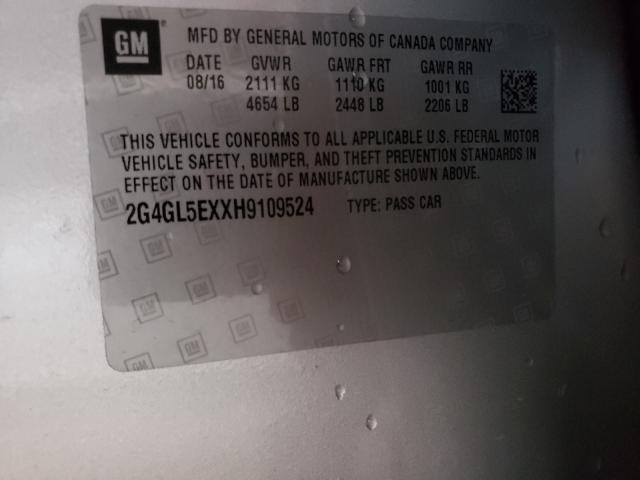 GM
MFD BY GENERAL MOTORS OF CANADA COMPANY
DATE GVWR GAWR FRT GAWR RR
08/16 2111 KG 1110 KG 1001 KG
4654 LB 2448 LB 2206 LB
THIS VEHICLE CONFORMS TO ALL APPLICABLE U.S. FEDERAL MOTOR
VEHICLE SAFETY, BUMPER, AND THEFT PREVENTION STANDARDS IN
EFFECT ON THE DATE OF MANUFACTURE SHOWN ABOVE.
2G4GL5EXXH9109524 TYPE: PASS CAR